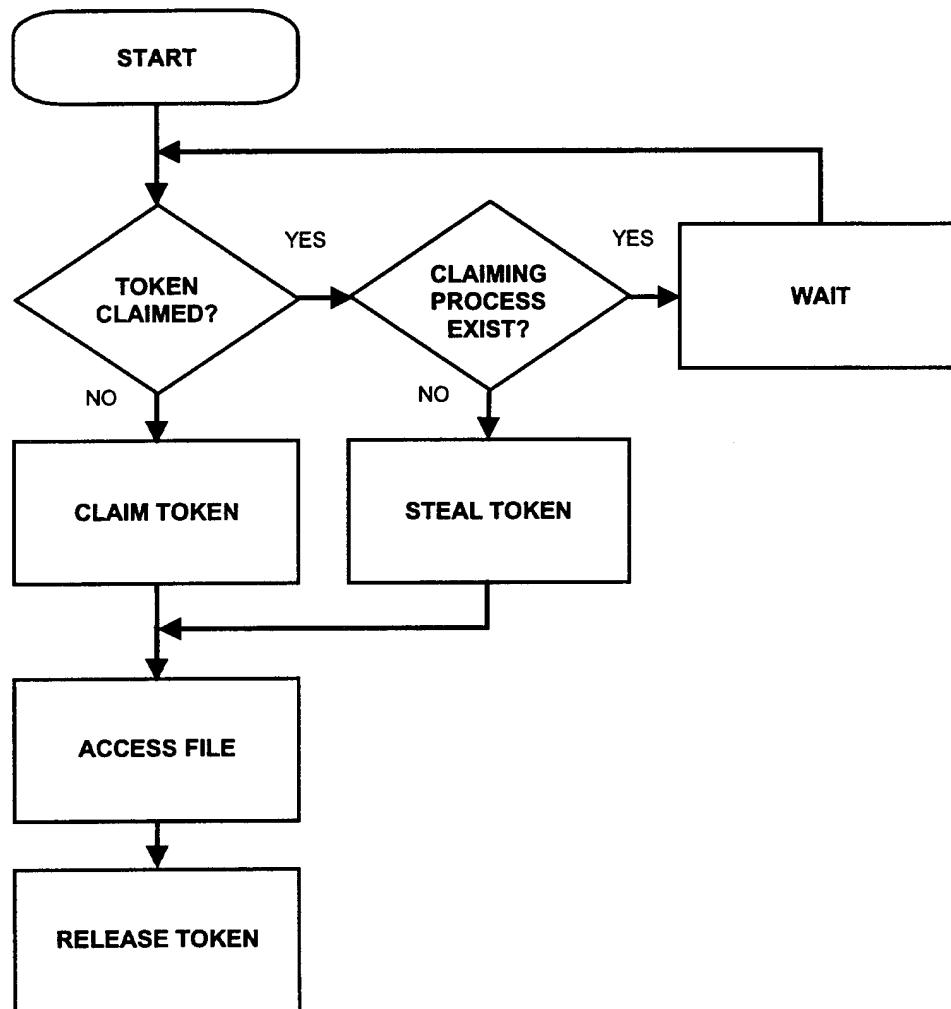 START
YES
YES
TOKEN
CLAIMED?
CLAIMING
PROCESS
EXIST?
WAIT
NO
NO
CLAIM TOKEN
STEAL TOKEN
ACCESS FILE
RELEASE TOKEN